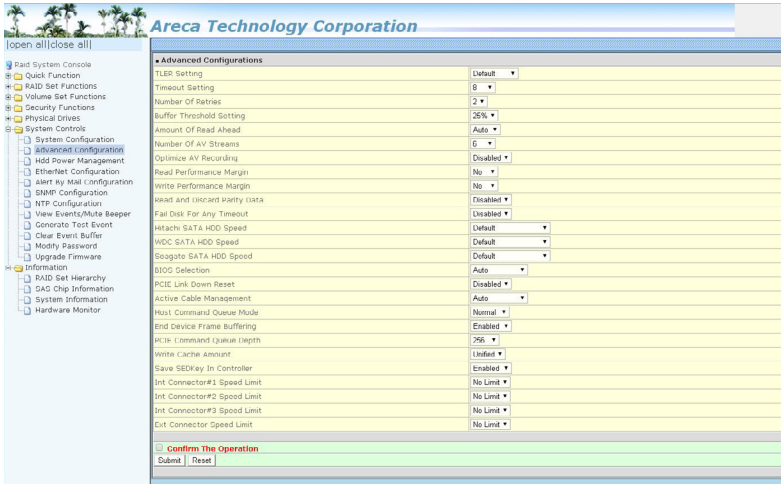 Areca Technology Corporation
|open all|close all|
Raid System Console
Quick Function
RAID Set Functions
Volume Set Functions
Security Functions
Physical Drives
System Controls
System Configuration
Advanced Configuration
Hdd Power Management
EtherNet Configuration
Alert By Mail Configuration
SNMP Configuration
NTP Configuration
View Events/Mute Beeper
Generate Test Event
Clear Event Buffer
Modify Password
Upgrade Firmware
Information
RAID Set Hierarchy
SAS Chip Information
System Information
Hardware Monitor
Advanced Configurations
TLER Setting Default
Timeout Setting 8
Number Of Retries 2
Buffer Threshold Setting 25%
Amount Of Read Ahead Auto
Number Of AV Streams 6
Optimize AV Recording Disabled
Read Performance Margin No
Write Performance Margin No
Read And Discard Parity Data Disabled
Fail Disk For Any Timeout Disabled
Hitachi SATA HDD Speed Default
WDC SATA HDD Speed Default
Seagate SATA HDD Speed Default
BIOS Selection Auto
PCIE Link Down Reset Disabled
Active Cable Management Auto
Host Command Queue Mode Normal
End Device Frame Buffering Enabled
PCIE Command Queue Depth 256
Write Cache Amount Unified
Save SEDKey In Controller Enabled
Int Connector#1 Speed Limit No Limit
Int Connector#2 Speed Limit No Limit
Int Connector#3 Speed Limit No Limit
Ext Connector Speed Limit No Limit
Confirm The Operation
Submit Reset